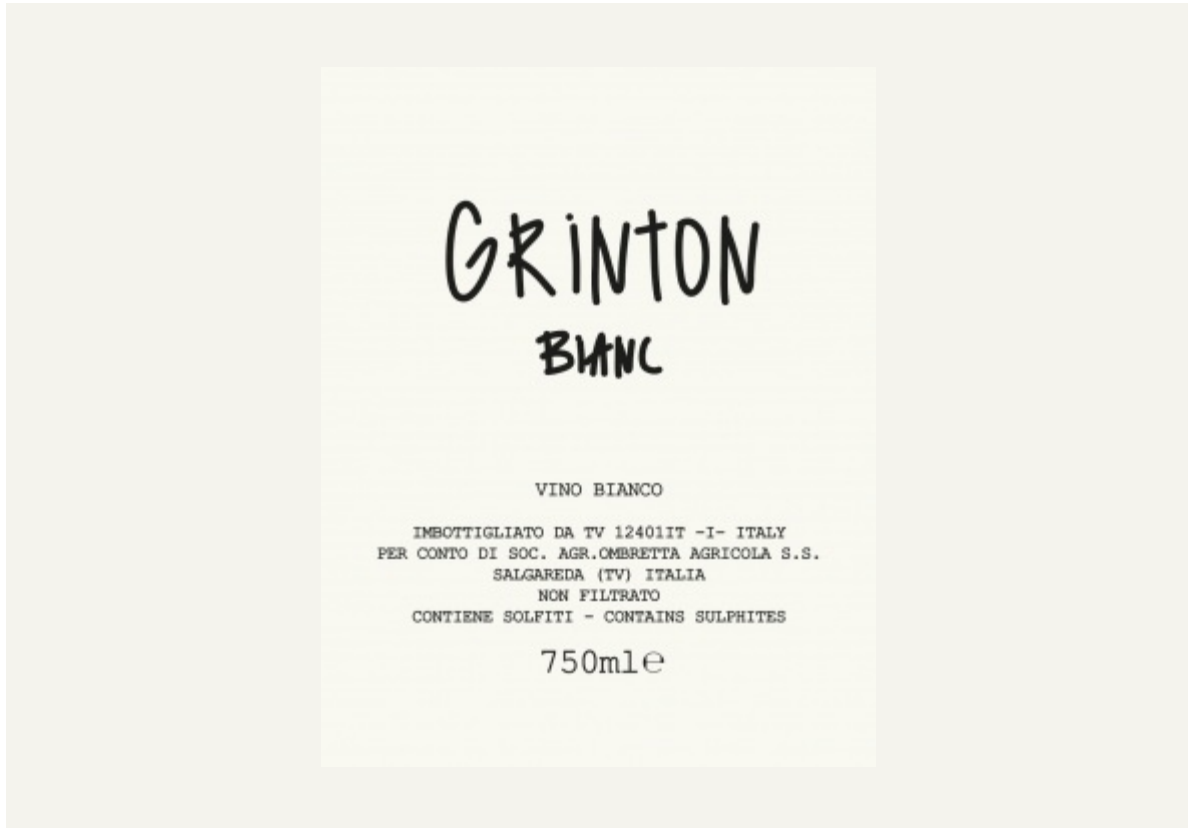 GRiNTON
BIANC
VINO BIANCO
IMBOTTIGLIATO DA TV 12401IT -I- ITALY
PER CONTO DI SOC. AGR.OMBRETTA AGRICOLA S.S.
SALGAREDA (TV) ITALIA
NON FILTRATO
CONTIENE SOLFITI - CONTAINS SULPHITES
750ml℮